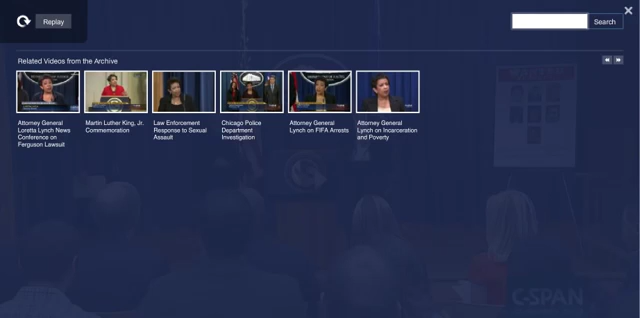 Replay
Search
Related Videos from the Archive
Attorney General
Loretta Lynch News
Conference on
Ferguson Lawsuit
Martin Luther King, Jr.
Commemoration
Law Enforcement
Response to Sexual
Assault
Chicago Police
Department
Investigation
Attorney General
Lynch on FIFA Arrests
Attorney General
Lynch on Incarceration
and Poverty
C-SPAN